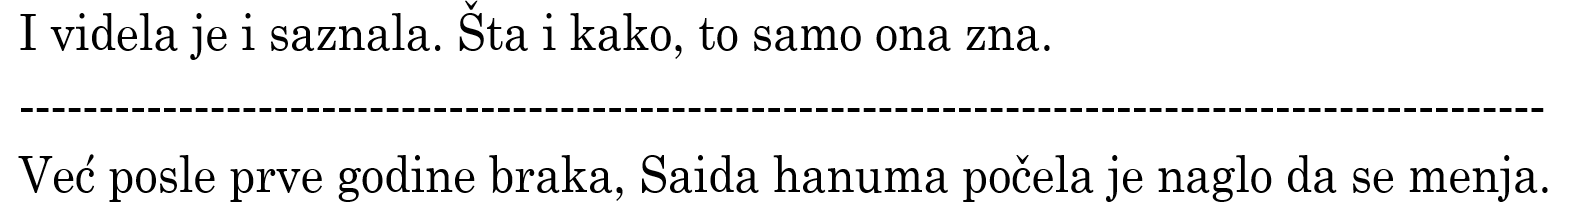 I videla je i saznala. Šta i kako, to samo ona zna.
------------------------------------------------------------------------------------------------
Već posle prve godine braka, Saida hanuma počela je naglo da se menja.